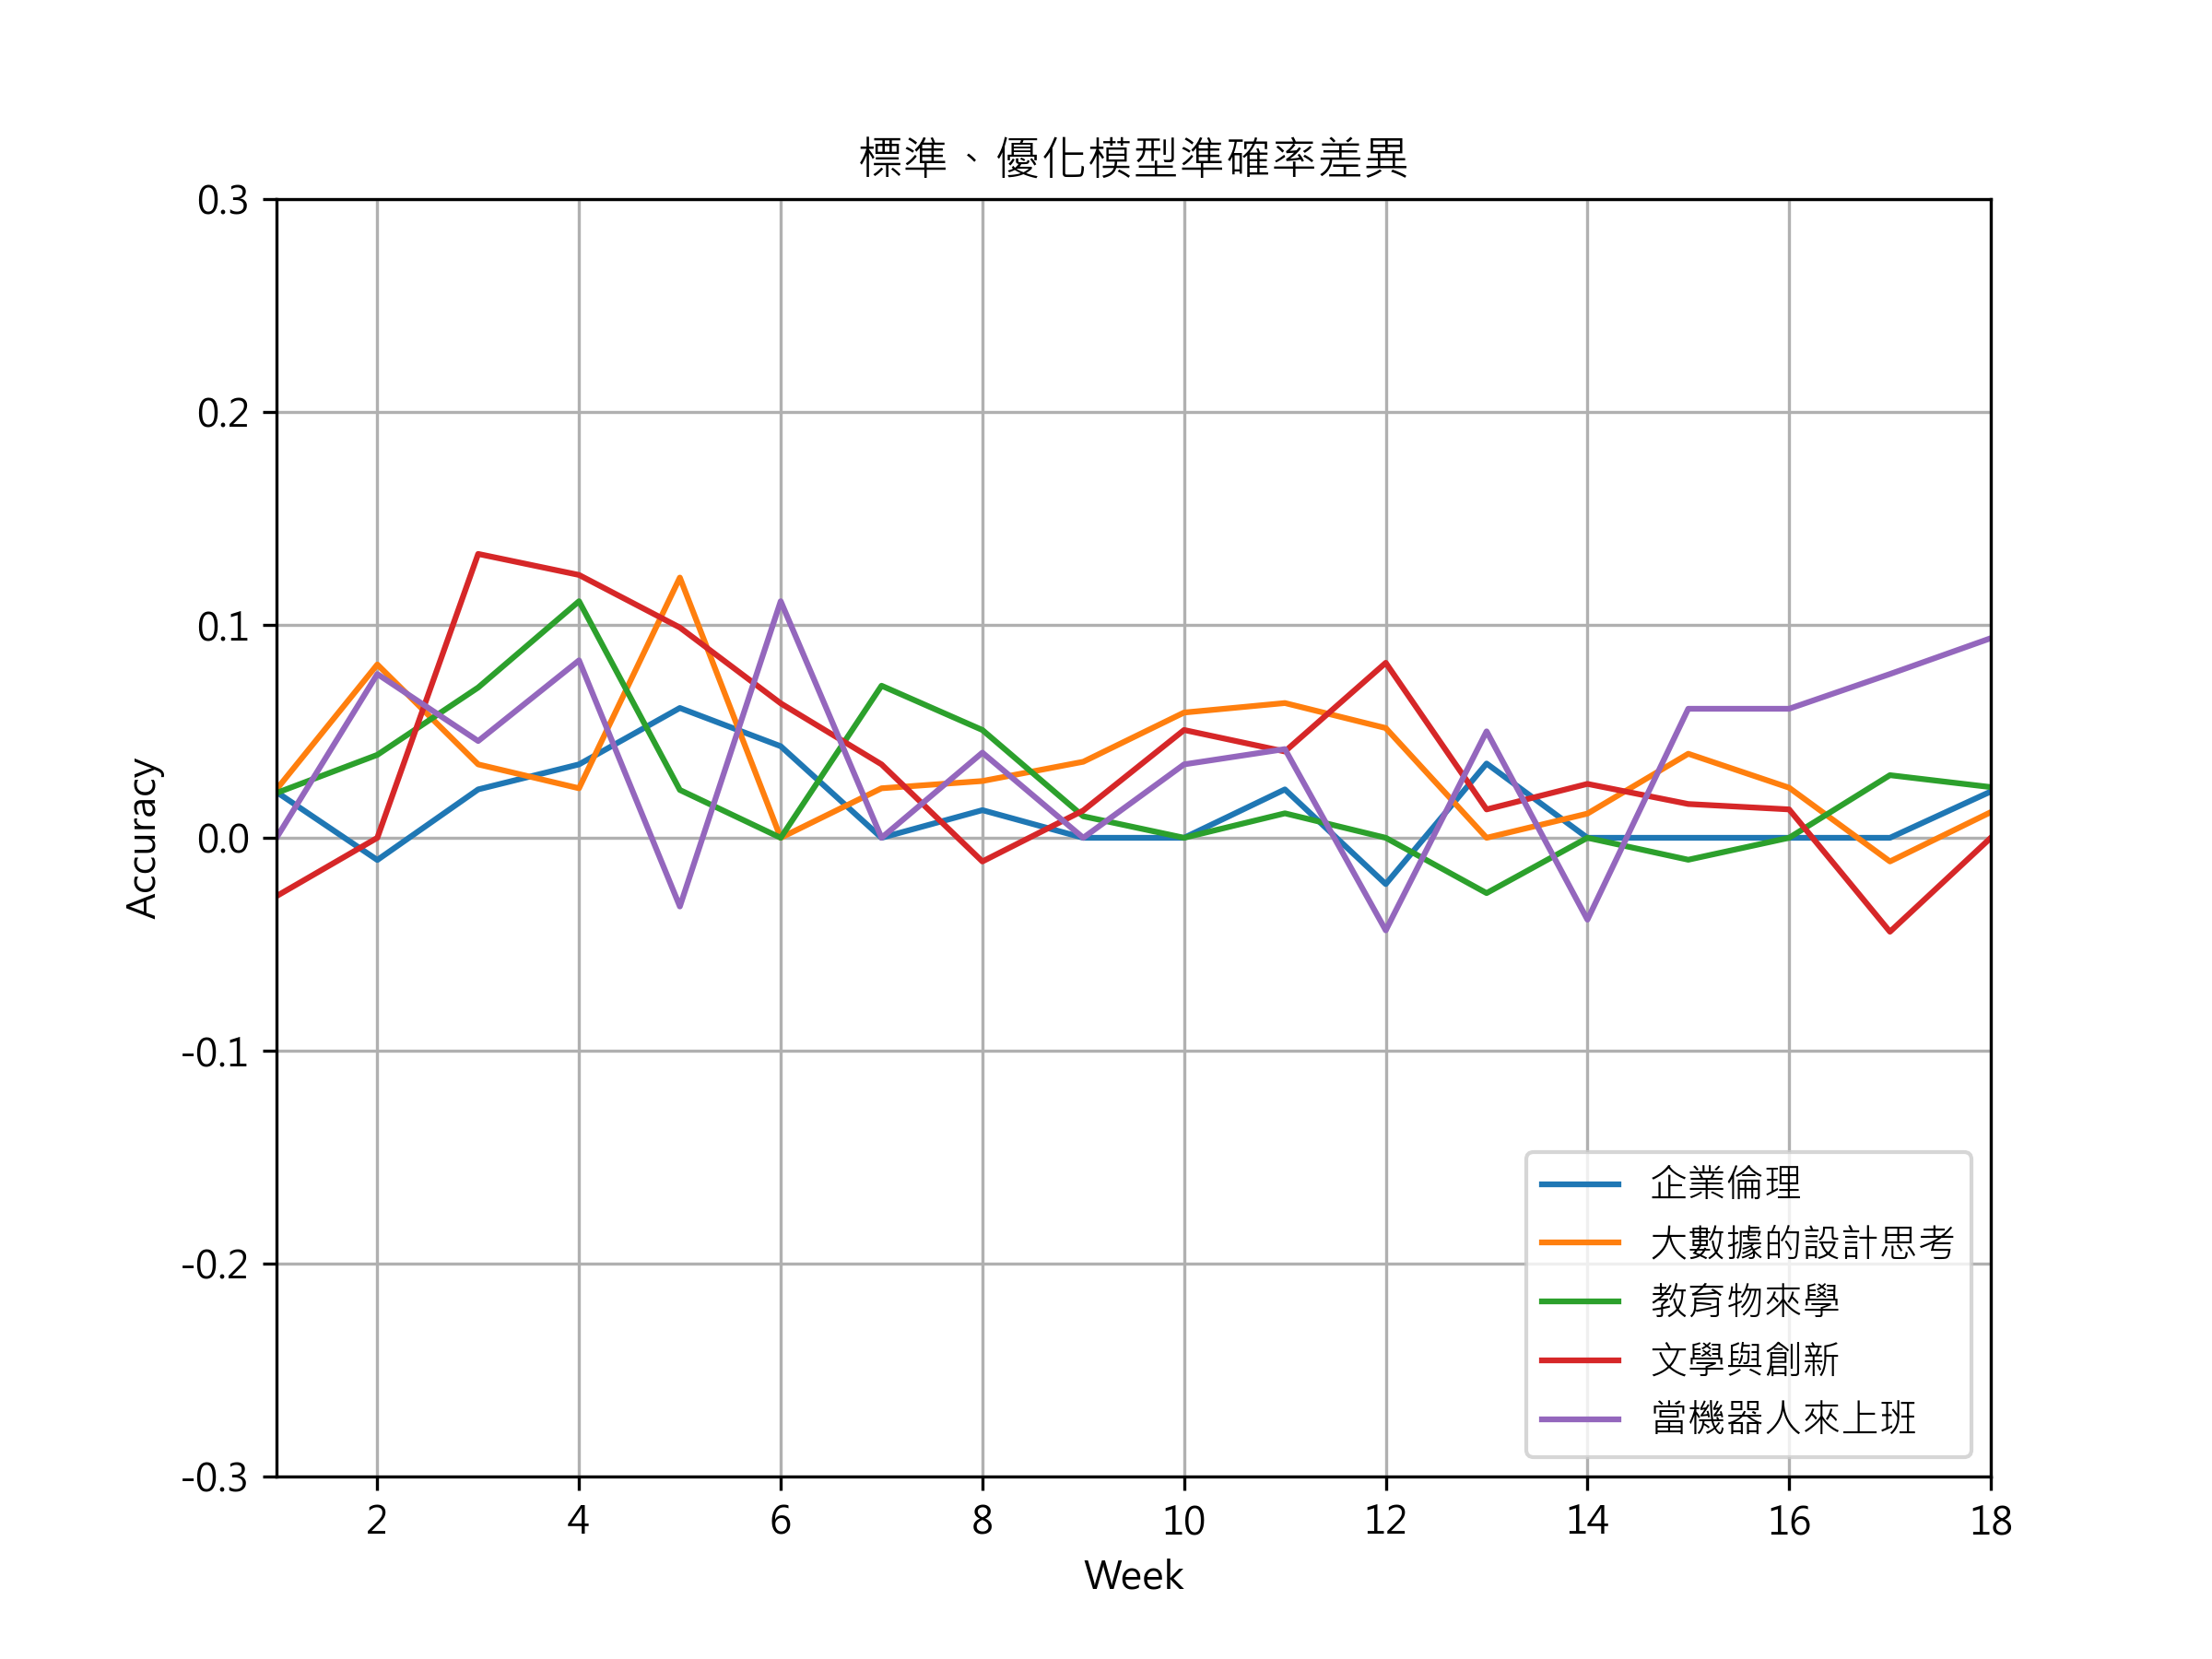 標準、優化模型準確率差異
0.3
0.2
0.1
0.0
-0.1
-0.2
-0.3
Accuracy
2 4 6 8 10 12 14 16 18
Week
企業倫理
大數據的設計思考
教育物來學
文學與創新
當機器人來上班